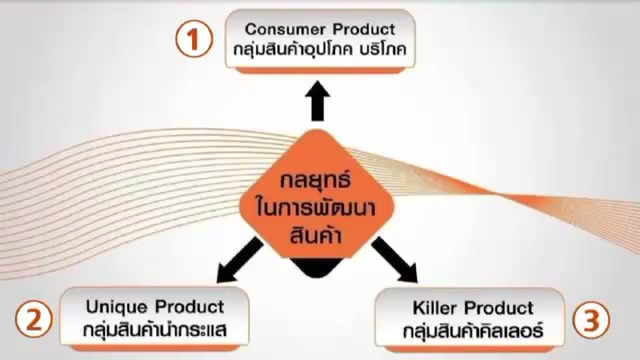 1
Consumer Product
กลุ่มสินค้าอุปโภค บริโภค
กลยุทธ์
ในการพัฒนา
สินค้า
2
Unique Product
กลุ่มสินค้านำกระแส
Killer Product
กลุ่มสินค้าคิลเลอร์
3